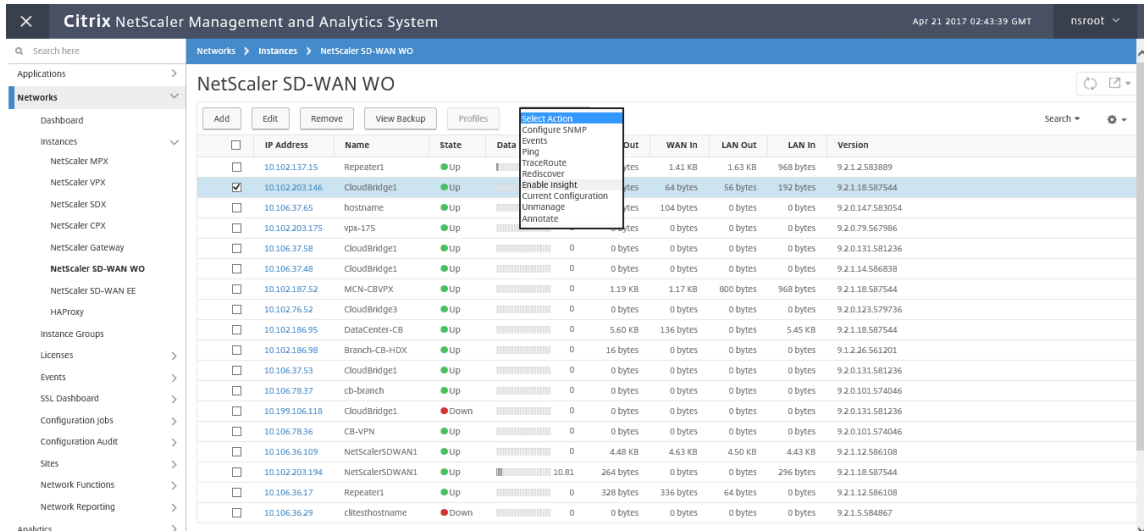 Citrix NetScaler Management and Analytics System Apr 21 2017 02:43:39 GMT nsroot
Search here
Networks > Instances > NetScaler SD-WAN WO
Applications
Networks
Dashboard
Instances
NetScaler MPX
NetScaler VPX
NetScaler SDX
NetScaler CPX
NetScaler Gateway
NetScaler SD-WAN WO
NetScaler SD-WAN EE
HAProxy
Instance Groups
Licenses
Events
SSL Dashboard
Configuration Jobs
Configuration Audit
Sites
Network Functions
Network Reporting
Analytics
NetScaler SD-WAN WO
Add Edit Remove View Backup Profiles Search
Select Action
Configure SNMP
Events
Ping
TraceRoute
Rediscover
Enable Insight
Current Configuration
Unmanage
Annotate
IP Address Name State Data Out WAN In LAN Out LAN In Version
10.102.137.15 Repeater1 Up ytes 1.41 KB 1.63 KB 968 bytes 9.2.1.2.583889
10.102.203.146 CloudBridge1 Up ytes 64 bytes 56 bytes 192 bytes 9.2.1.18.587544
10.106.37.65 hostname Up ytes 104 bytes 0 bytes 0 bytes 9.2.0.147.583054
10.102.203.175 vpx-175 Up 0 0 bytes 0 bytes 0 bytes 0 bytes 9.2.0.79.567986
10.106.37.58 CloudBridge1 Up 0 0 bytes 0 bytes 0 bytes 0 bytes 9.2.0.131.581236
10.106.37.48 CloudBridge1 Up 0 0 bytes 0 bytes 0 bytes 0 bytes 9.2.1.14.586838
10.102.187.52 MCN-CBVPX Up 0 1.19 KB 1.17 KB 800 bytes 968 bytes 9.2.1.18.587544
10.102.76.52 CloudBridge3 Up 0 0 bytes 0 bytes 0 bytes 0 bytes 9.2.0.123.579736
10.102.186.95 DataCenter-CB Up 0 5.60 KB 136 bytes 0 bytes 5.45 KB 9.2.1.18.587544
10.102.186.98 Branch-CB-HDX Up 0 16 bytes 0 bytes 0 bytes 0 bytes 9.1.2.26.561201
10.106.37.53 CloudBridge1 Up 0 0 bytes 0 bytes 0 bytes 0 bytes 9.2.0.131.581236
10.106.78.37 cb-branch Up 0 0 bytes 0 bytes 0 bytes 0 bytes 9.2.0.101.574046
10.199.106.118 CloudBridge1 Down 0 0 bytes 0 bytes 0 bytes 0 bytes 9.2.0.131.581236
10.106.78.36 CB-VPN Up 0 0 bytes 0 bytes 0 bytes 0 bytes 9.2.0.101.574046
10.106.36.109 NetScalerSDWAN1 Up 0 4.48 KB 4.63 KB 4.50 KB 4.43 KB 9.2.1.12.586108
10.102.203.194 NetScalerSDWAN1 Up 10.81 264 bytes 0 bytes 0 bytes 296 bytes 9.2.1.18.587544
10.106.36.17 Repeater1 Up 0 328 bytes 336 bytes 64 bytes 0 bytes 9.2.1.12.586108
10.106.36.29 clitesthostname Down 0 0 bytes 0 bytes 0 bytes 0 bytes 9.2.1.5.584867